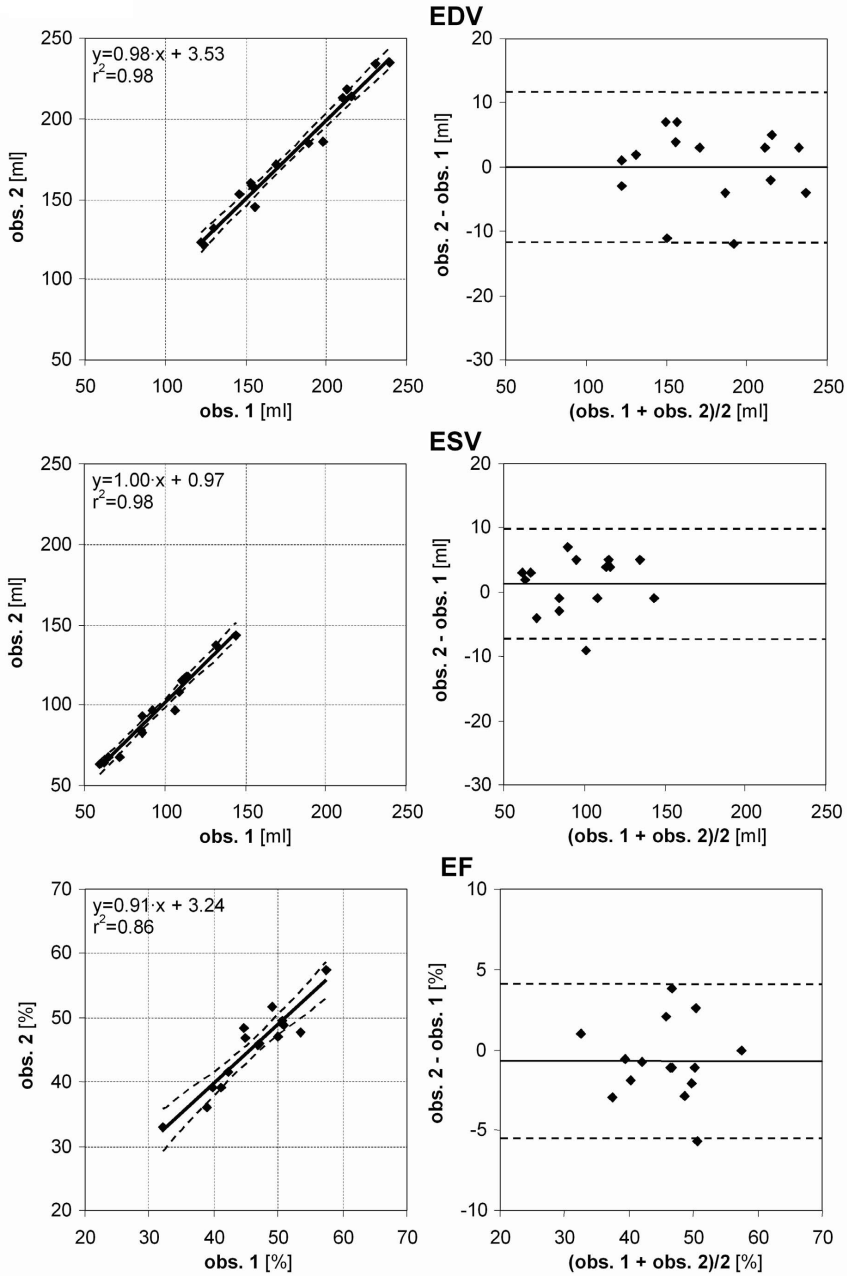 EDV
y=0.98·x + 3.53
r²=0.98
250
200
150
100
50
50 100 150 200 250
obs. 2 [ml]
obs. 1 [ml]
20
10
0
-10
-20
-30
50 100 150 200 250
obs. 2 - obs. 1 [ml]
(obs. 1 + obs. 2)/2 [ml]
ESV
y=1.00·x + 0.97
r²=0.98
250
200
150
100
50
50 100 150 200 250
obs. 2 [ml]
obs. 1 [ml]
20
10
0
-10
-20
-30
50 100 150 200 250
obs. 2 - obs. 1 [ml]
(obs. 1 + obs. 2)/2 [ml]
EF
y=0.91·x + 3.24
r²=0.86
70
60
50
40
30
20
20 30 40 50 60 70
obs. 2 [%]
obs. 1 [%]
10
5
0
-5
-10
20 30 40 50 60 70
obs. 2 - obs. 1 [%]
(obs. 1 + obs. 2)/2 [%]